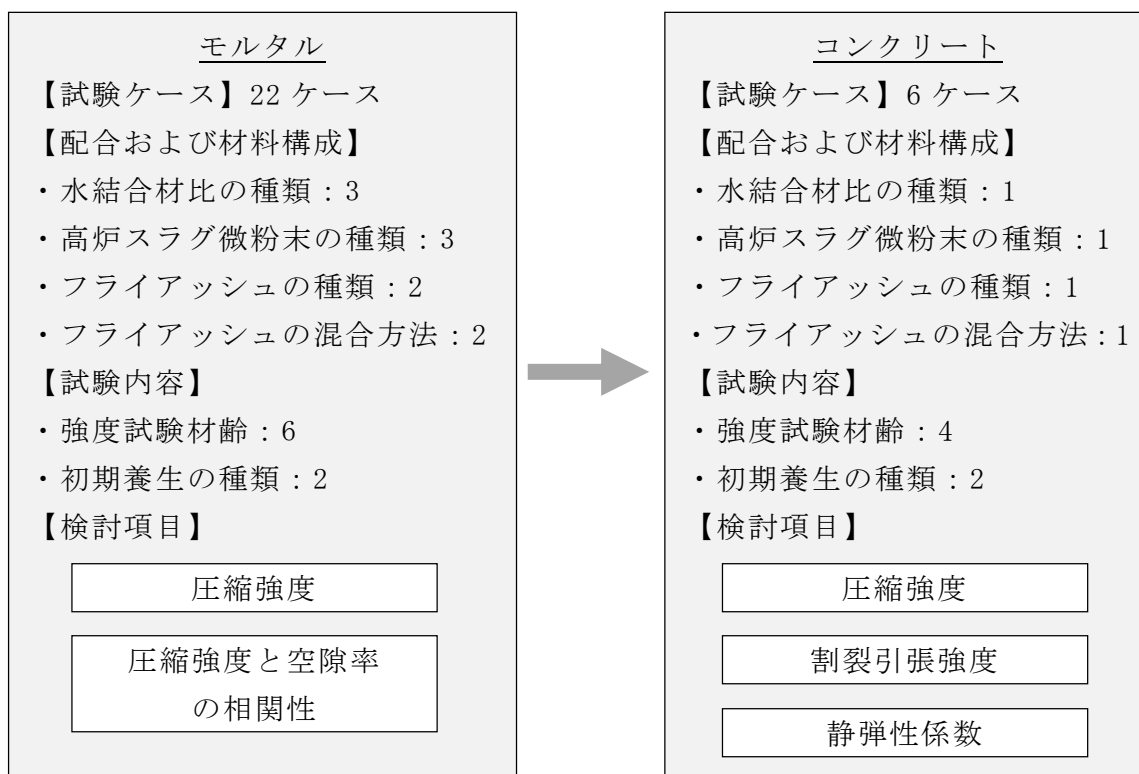 モルタル
【試験ケース】22 ケース
【配合および材料構成】
・水結合材比の種類：3
・高炉スラグ微粉末の種類：3
・フライアッシュの種類：2
・フライアッシュの混合方法：2
【試験内容】
・強度試験材齢：6
・初期養生の種類：2
【検討項目】
圧縮強度
圧縮強度と空隙率
の相関性
コンクリート
【試験ケース】6 ケース
【配合および材料構成】
・水結合材比の種類：1
・高炉スラグ微粉末の種類：1
・フライアッシュの種類：1
・フライアッシュの混合方法：1
【試験内容】
・強度試験材齢：4
・初期養生の種類：2
【検討項目】
圧縮強度
割裂引張強度
静弾性係数